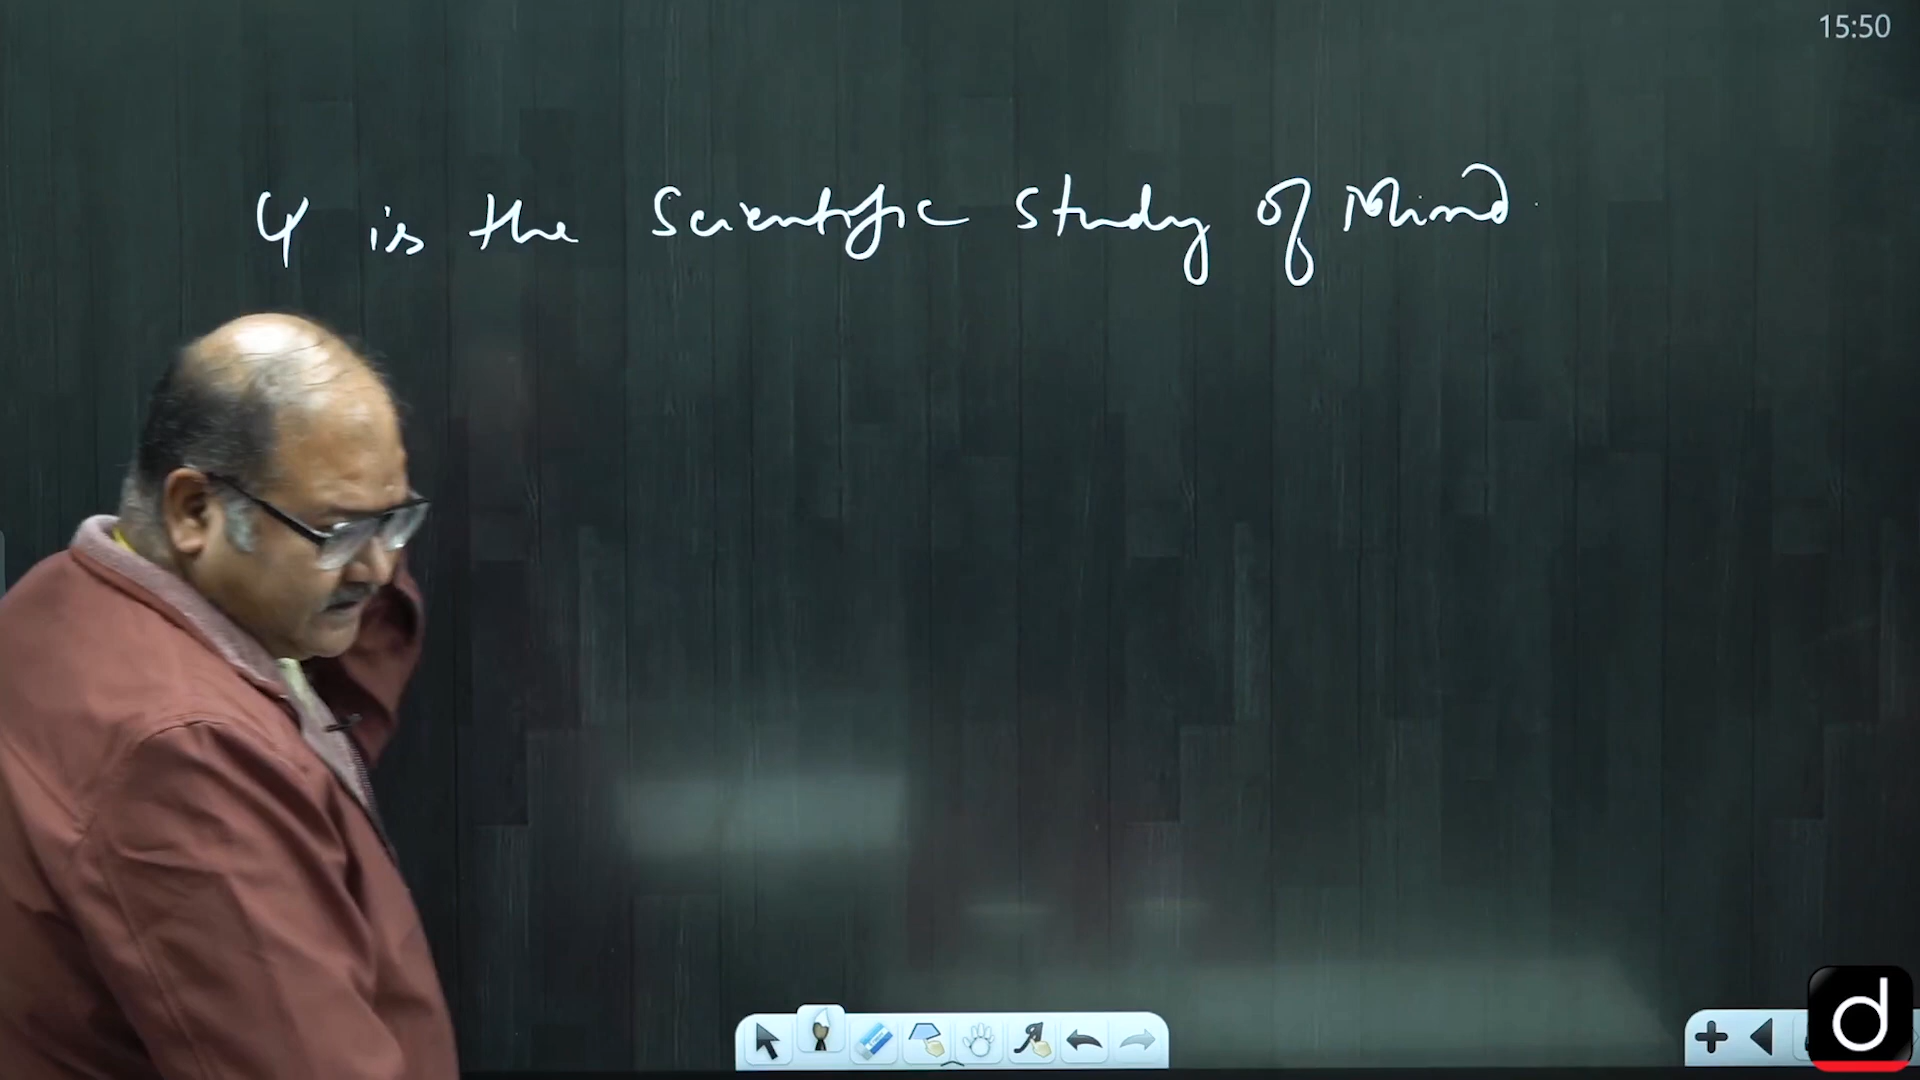 15:50
ψ is the Scientific Study of Mind.
d